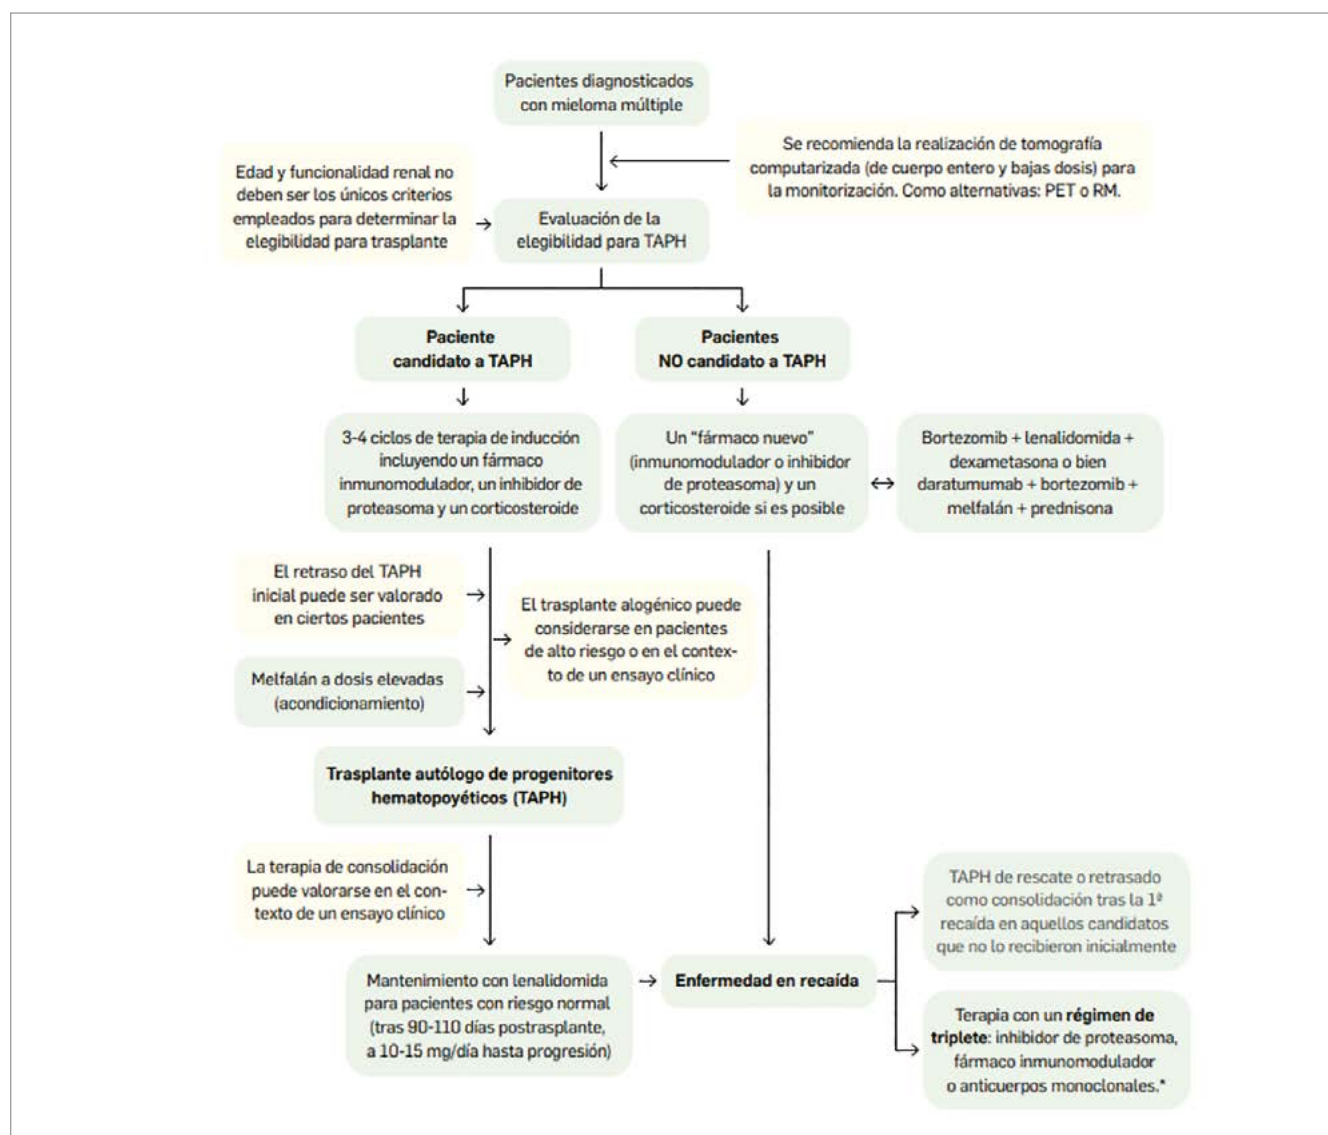 Pacientes diagnosticados
con mieloma múltiple
Se recomienda la realización de tomografía
computarizada (de cuerpo entero y bajas dosis) para
la monitorización. Como alternativas: PET o RM.
Edad y funcionalidad renal no
deben ser los únicos criterios
empleados para determinar la
elegibilidad para trasplante
Evaluación de la
elegibilidad para TAPH
Paciente
candidato a TAPH
Pacientes
NO candidato a TAPH
3-4 ciclos de terapia de inducción
incluyendo un fármaco
inmunomodulador, un inhibidor de
proteasoma y un corticosteroide
Un “fármaco nuevo”
(inmunomodulador o inhibidor
de proteasoma) y un
corticosteroide si es posible
Bortezomib + lenalidomida +
dexametasona o bien
daratumumab + bortezomib +
melfalán + prednisona
El retraso del TAPH
inicial puede ser valorado
en ciertos pacientes
El trasplante alogénico puede
considerarse en pacientes
de alto riesgo o en el contex-
to de un ensayo clínico
Melfalán a dosis elevadas
(acondicionamiento)
Trasplante autólogo de progenitores
hematopoyéticos (TAPH)
La terapia de consolidación
puede valorarse en el con-
texto de un ensayo clínico
Mantenimiento con lenalidomida
para pacientes con riesgo normal
(tras 90-110 días postrasplante,
a 10-15 mg/día hasta progresión)
Enfermedad en recaída
TAPH de rescate o retrasado
como consolidación tras la 1ª
recaída en aquellos candidatos
que no lo recibieron inicialmente
Terapia con un régimen de
triplete: inhibidor de proteasoma,
fármaco inmunomodulador
o anticuerpos monoclonales.*